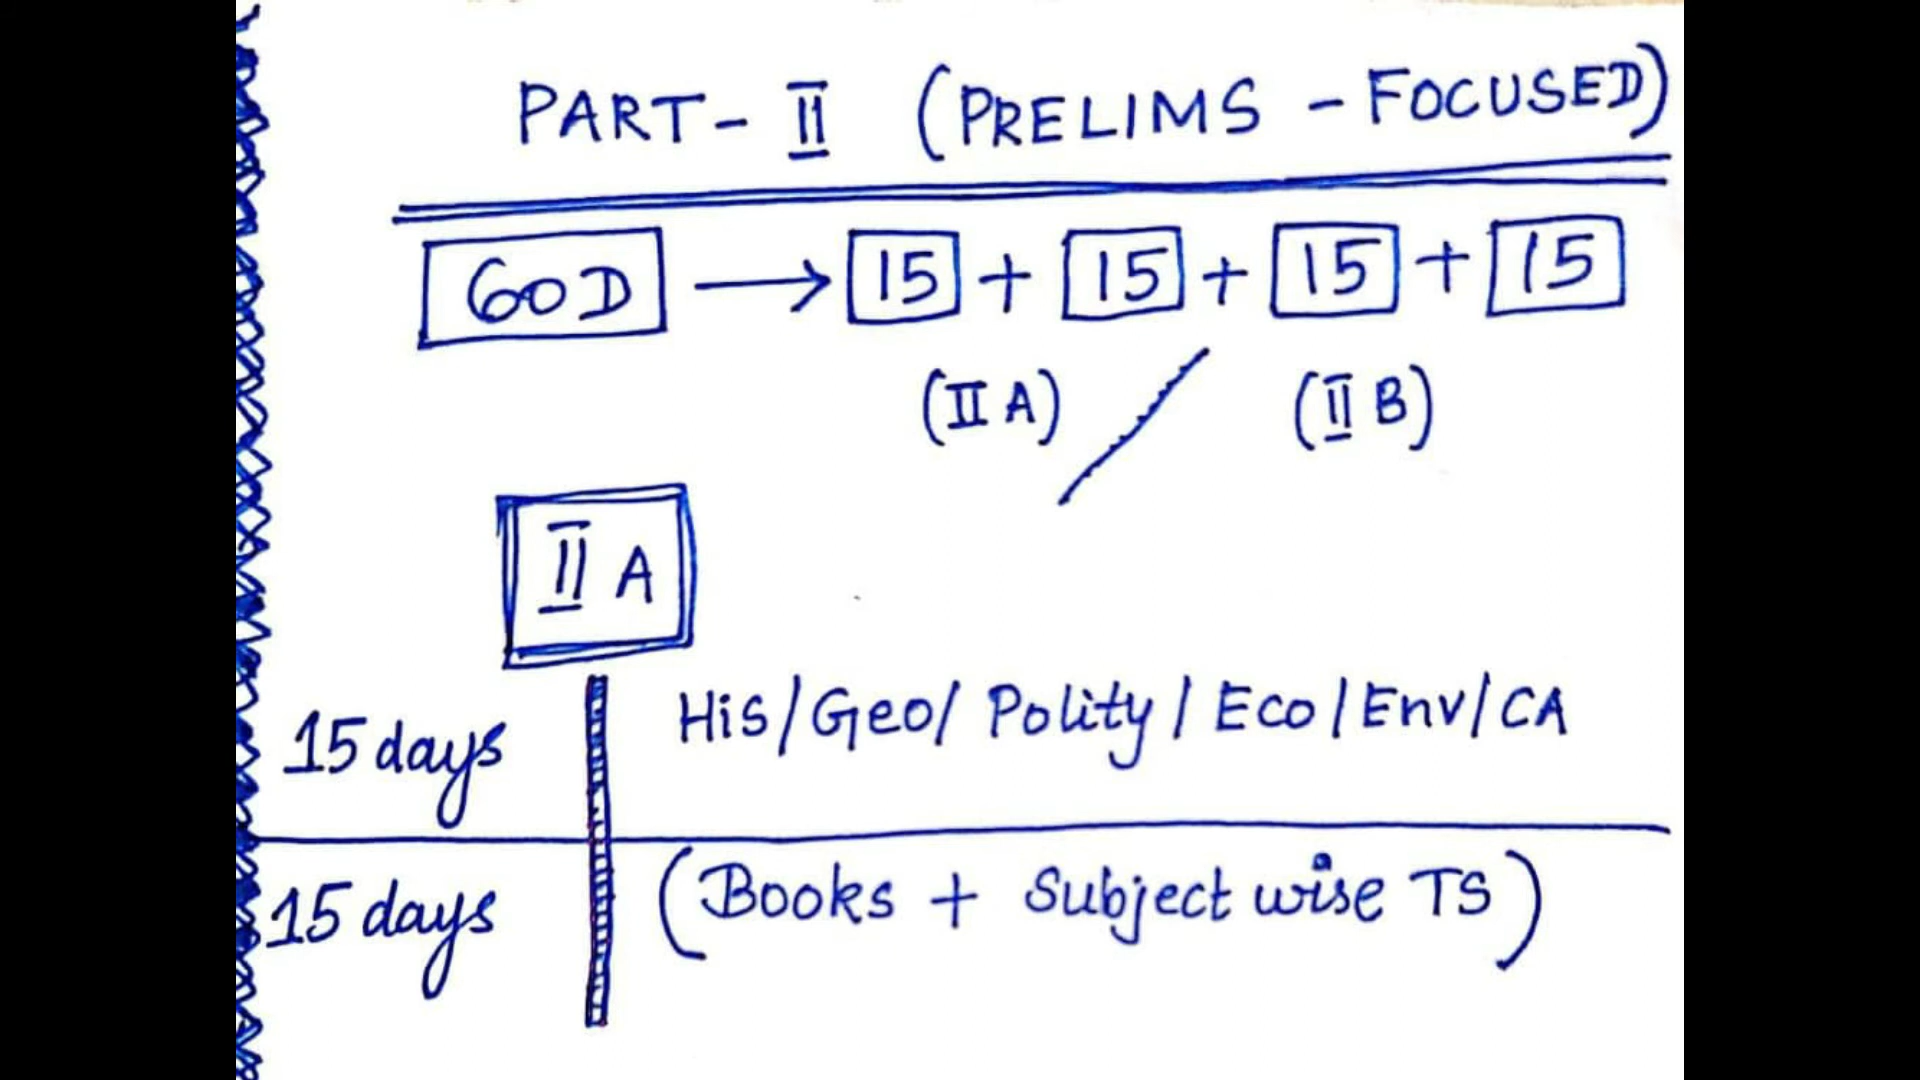 PART - II (PRELIMS - FOCUSED)
60D → 15 + 15 + 15 + 15
(II A) / (II B)
II A
15 days His/Geo/Polity/Eco/Env/CA
15 days (Books + Subject wise TS)